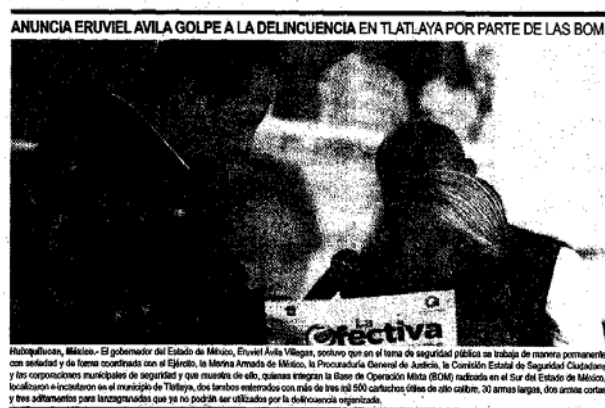 ANUNCIA ERUVIEL AVILA GOLPE A LA DELINCUENCIA EN TLATLAYA POR PARTE DE LAS BOM
La
Efectiva
Huixquilucan, México.- El gobernador del Estado de México, Eruviel Ávila Villegas, sostuvo que en el tema de seguridad pública se trabaja de manera permanente,
con seriedad y de forma coordinada con el Ejército, la Marina Armada de México, la Procuraduría General de Justicia, la Comisión Estatal de Seguridad Ciudadana
y las corporaciones municipales de seguridad y que muestra de ello, quienes integran la Base de Operación Mixta (BOM) radicada en el Sur del Estado de México,
localizaron e incautaron en el municipio de Tlatlaya, dos tambos enterrados con más de tres mil 500 cartuchos útiles de alto calibre, 30 armas largas, dos armas cortas
y tres aditamentos para lanzagranadas que ya no podrán ser utilizados por la delincuencia organizada.